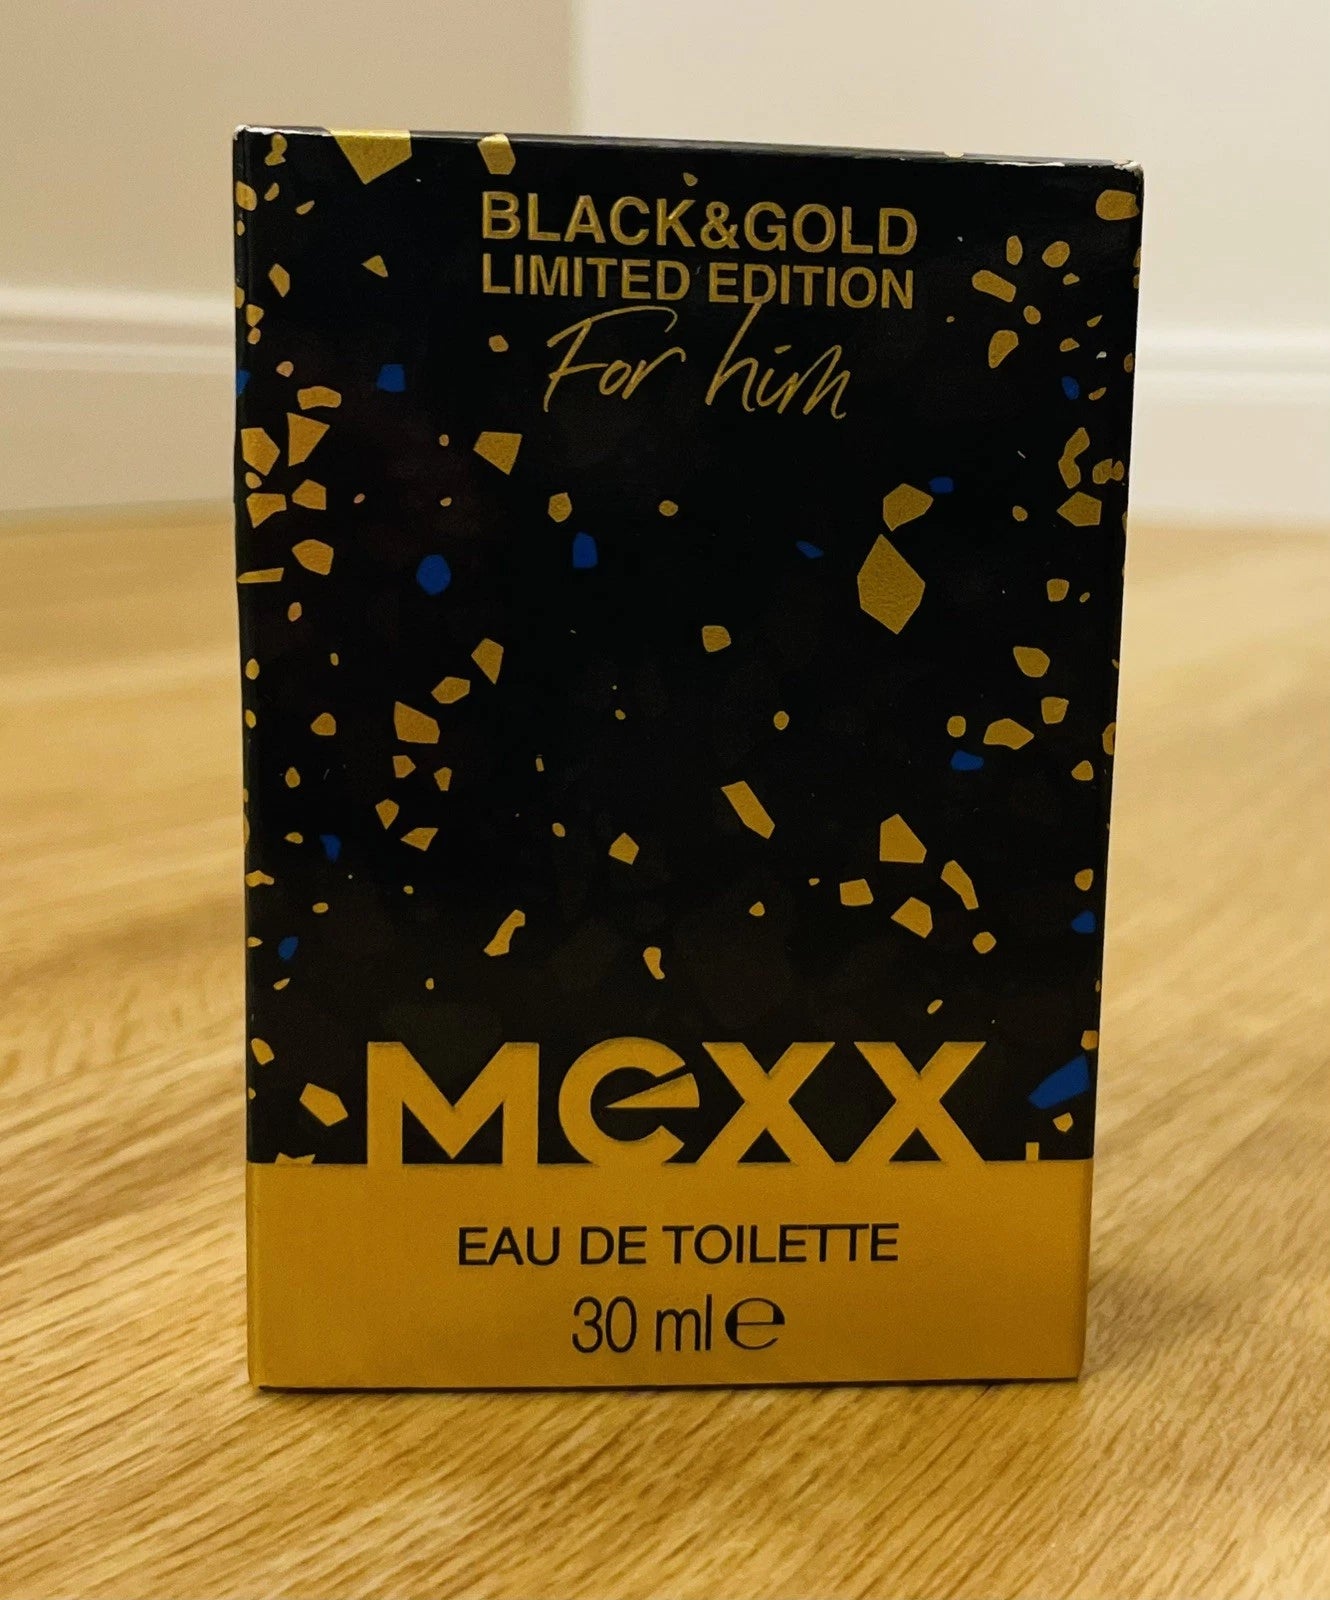 BLACK&GOLD
LIMITED EDITION
For him
mexx
EAU DE TOILETTE
30 ml ℮